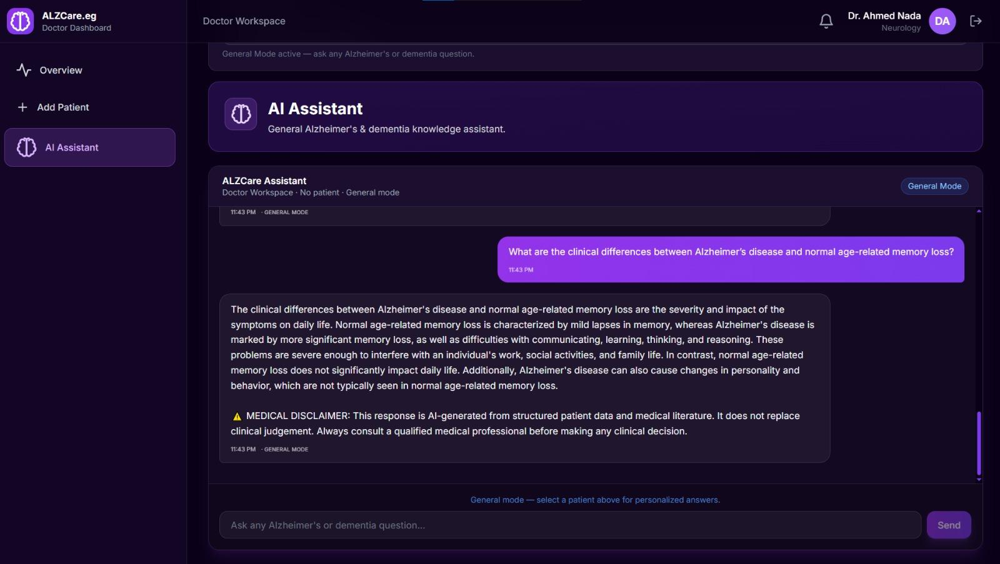 ALZCare.eg
Doctor Dashboard
Overview
Add Patient
AI Assistant
Doctor Workspace
Dr. Ahmed Nada
Neurology
DA
General Mode active — ask any Alzheimer's or dementia question.
AI Assistant
General Alzheimer's & dementia knowledge assistant.
ALZCare Assistant
Doctor Workspace · No patient · General mode
General Mode
11:43 PM · GENERAL MODE
What are the clinical differences between Alzheimer's disease and normal age-related memory loss?
11:43 PM
The clinical differences between Alzheimer's disease and normal age-related memory loss are the severity and impact of the
symptoms on daily life. Normal age-related memory loss is characterized by mild lapses in memory, whereas Alzheimer's disease is
marked by more significant memory loss, as well as difficulties with communicating, learning, thinking, and reasoning. These
problems are severe enough to interfere with an individual's work, social activities, and family life. In contrast, normal age-related
memory loss does not significantly impact daily life. Additionally, Alzheimer's disease can also cause changes in personality and
behavior, which are not typically seen in normal age-related memory loss.
⚠️ MEDICAL DISCLAIMER: This response is AI-generated from structured patient data and medical literature. It does not replace
clinical judgement. Always consult a qualified medical professional before making any clinical decision.
11:43 PM · GENERAL MODE
General mode — select a patient above for personalized answers.
Ask any Alzheimer's or dementia question...
Send